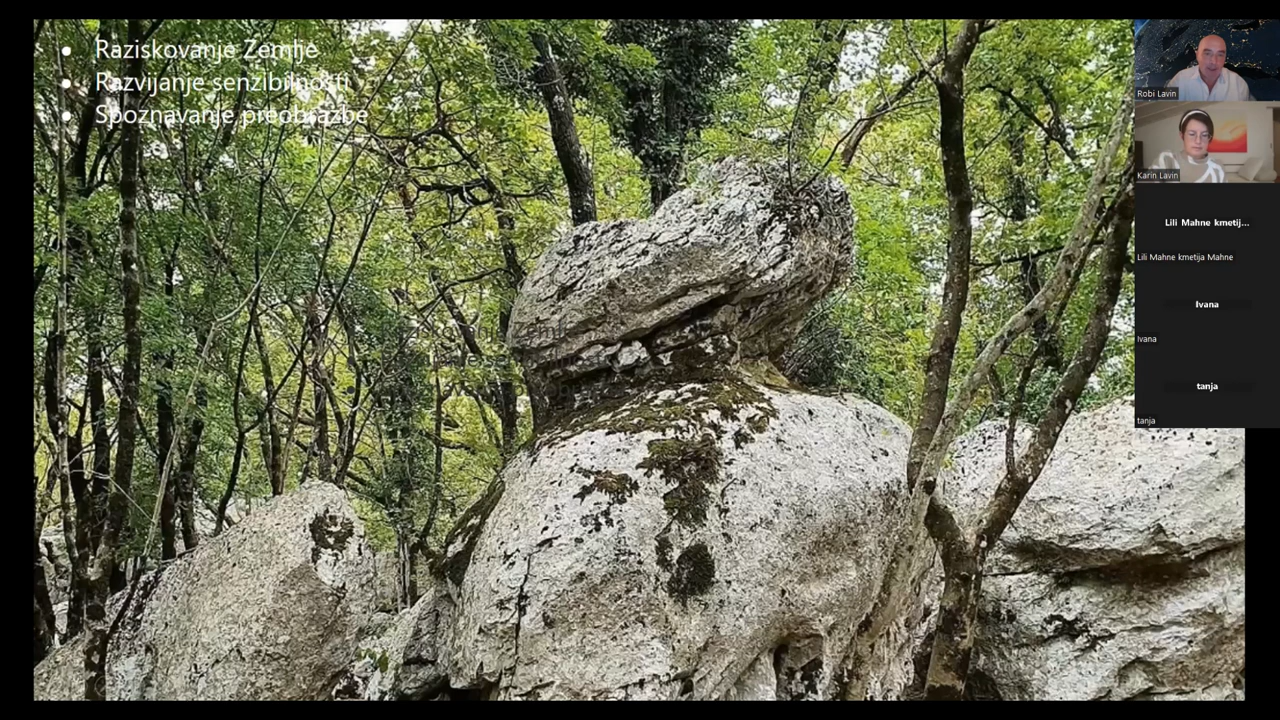 Raziskovanje Zemlje
Razvijanje senzibilnosti
Spoznavanje preobrazbe
Robi Lavin
Karin Lavin
Lili Mahne kmetij...
Lili Mahne kmetija Mahne
Ivana
Ivana
tanja
tanja